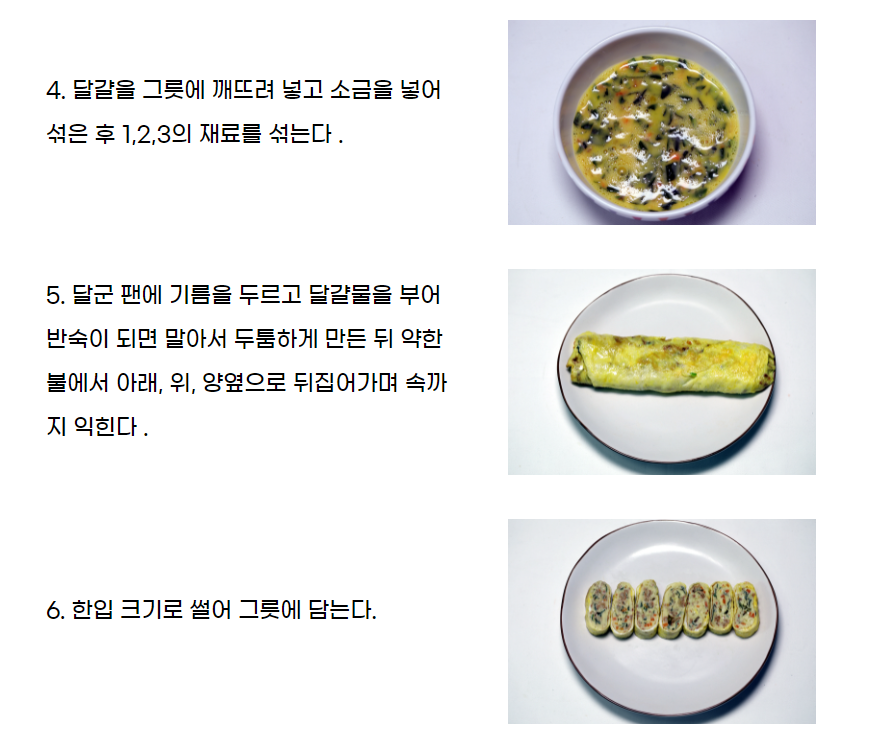 4. 달걀을 그릇에 깨뜨려 넣고 소금을 넣어
섞은 후 1,2,3의 재료를 섞는다 .
5. 달군 팬에 기름을 두르고 달걀물을 부어
반숙이 되면 말아서 두툼하게 만든 뒤 약한
불에서 아래, 위, 양옆으로 뒤집어가며 속까
지 익힌다 .
6. 한입 크기로 썰어 그릇에 담는다.